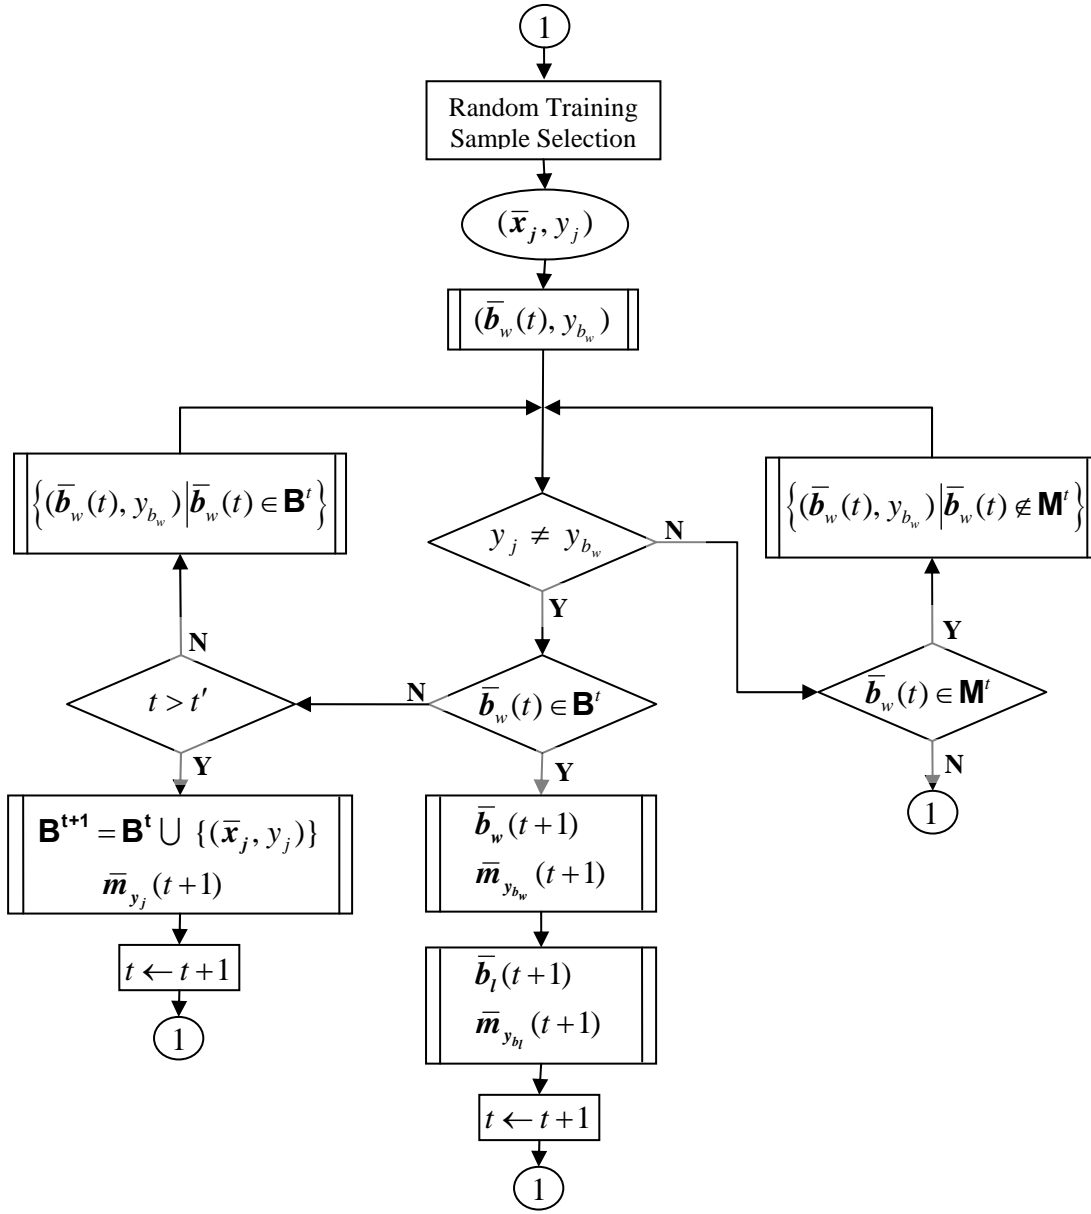 1
Random Training
Sample Selection
(x̄_j, y_j)
(b̄_w(t), y_{b_w})
{(b̄_w(t), y_{b_w})|b̄_w(t) ∈ B^t}
{(b̄_w(t), y_{b_w})|b̄_w(t) ∉ M^t}
y_j ≠ y_{b_w}
N
Y
N
Y
t > t′
N
b̄_w(t) ∈ B^t
b̄_w(t) ∈ M^t
Y
Y
N
B^{t+1} = B^t ∪ {(x̄_j, y_j)}
m̄_{y_j}(t+1)
b̄_w(t+1)
m̄_{y_{b_w}}(t+1)
1
t ← t+1
b̄_l(t+1)
m̄_{y_{b_l}}(t+1)
1
t ← t+1
1